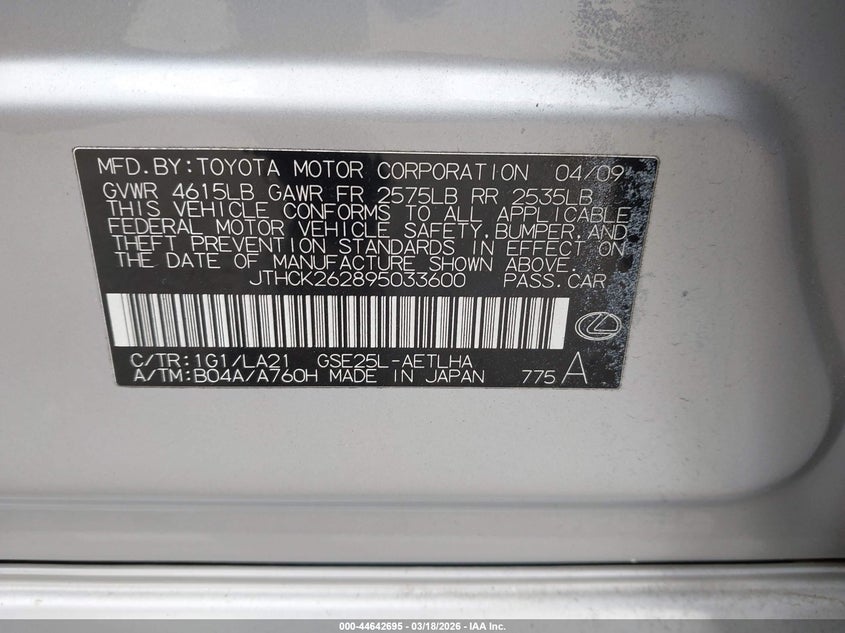 MFD.BY:TOYOTA MOTOR CORPORATION 04/09
GVWR 4615LB GAWR FR 2575LB RR 2535LB
THIS VEHICLE CONFORMS TO ALL APPLICABLE
FEDERAL MOTOR VEHICLE SAFETY,BUMPER,AND
THEFT PREVENTION STANDARDS IN EFFECT ON
THE DATE OF MANUFACTURE SHOWN ABOVE.
JTHCK262895033600 PASS.CAR
C/TR:1G1/LA21 GSE25L-AETLHA
A/TM:B04A/A760H MADE IN JAPAN 775 A
000-44642695 - 03/18/2026 - IAA Inc.